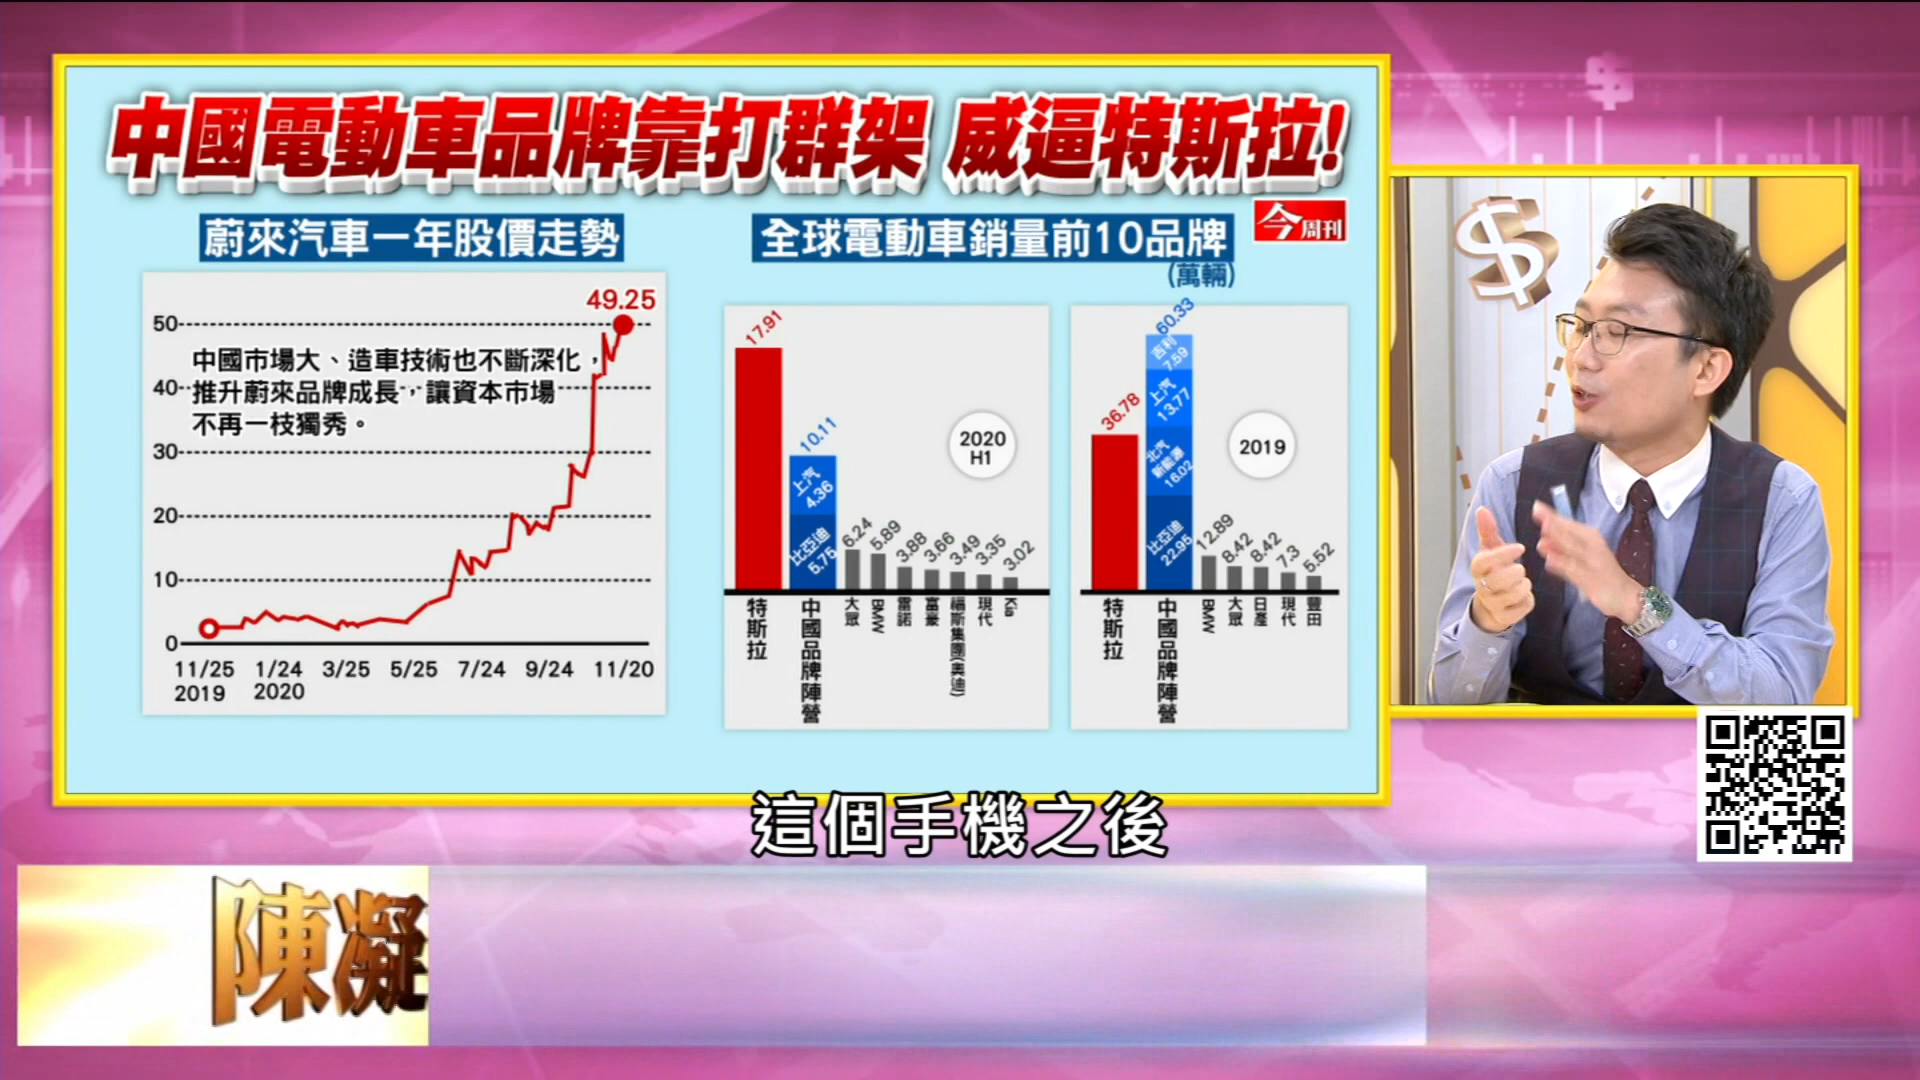 中國電動車品牌靠打群架 威逼特斯拉!
蔚來汽車一年股價走勢
49.25
50
中國市場大、造車技術也不斷深化,
40
推升蔚來品牌成長,讓資本市場
不再一枝獨秀。
30
20
10
0
11/25 1/24 3/25 5/25 7/24 9/24 11/20
2019 2020
全球電動車銷量前10品牌
今周刊
(萬輛)
17.91
10.11
上汽
4.36
比亞迪
5.75
6.24
5.89
3.88
3.66
3.49
3.35
3.02
2020
H1
特斯拉
中國品牌陣營
大眾
BMW
雷諾
富豪
福斯集團(奧迪)
現代
Kia
36.78
60.33
吉利
7.59
上汽
13.77
北汽
新能源
16.02
比亞迪
22.95
12.89
8.42
8.42
7.3
5.52
2019
特斯拉
中國品牌陣營
BMW
大眾
日產
現代
豐田
$
這個手機之後
陳凝